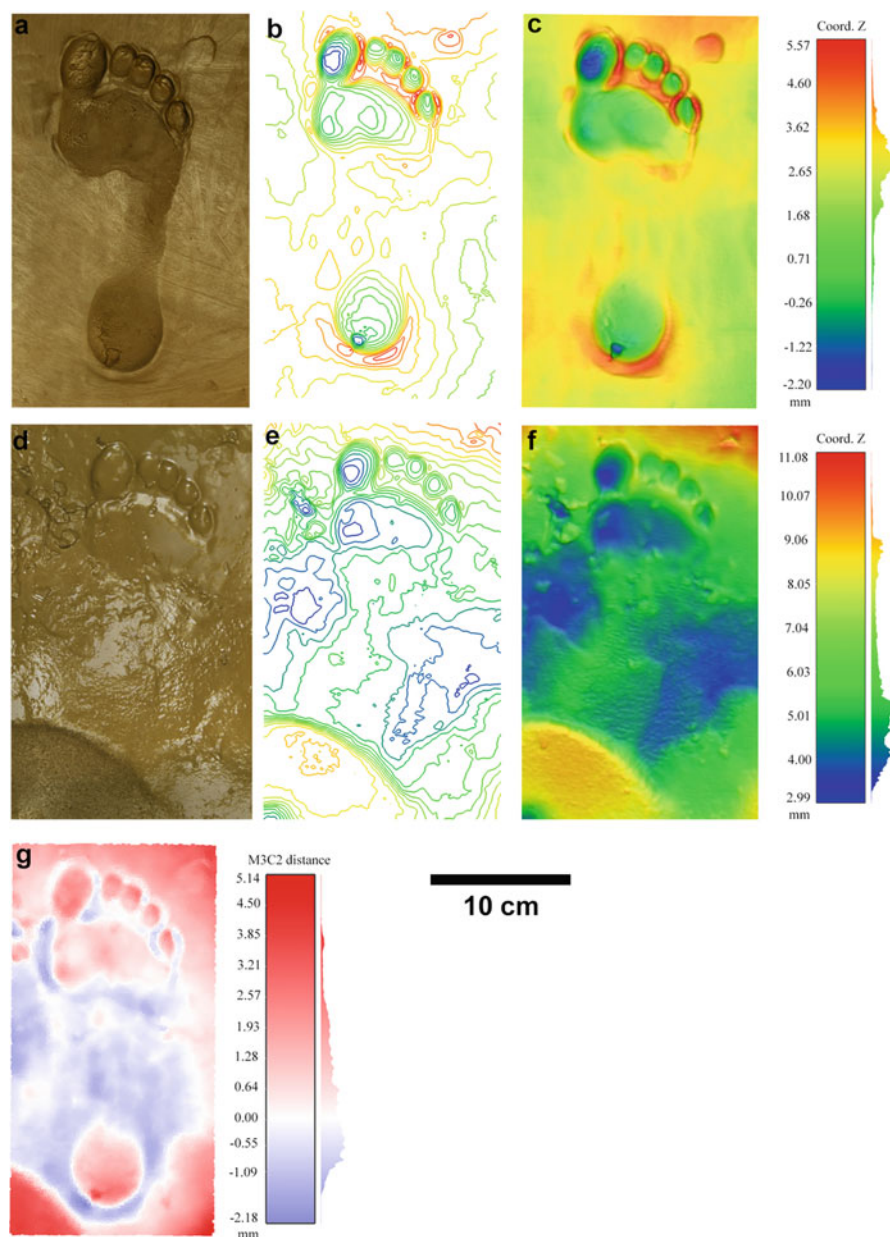 a
b
c
Coord. Z
5.57
4.60
3.62
2.65
1.68
0.71
-0.26
-1.22
-2.20
mm
d
e
f
Coord. Z
11.08
10.07
9.06
8.05
7.04
6.03
5.01
4.00
2.99
mm
g
M3C2 distance
5.14
4.50
3.85
3.21
2.57
1.93
1.28
0.64
0.00
-0.55
-1.09
-2.18
mm
10 cm